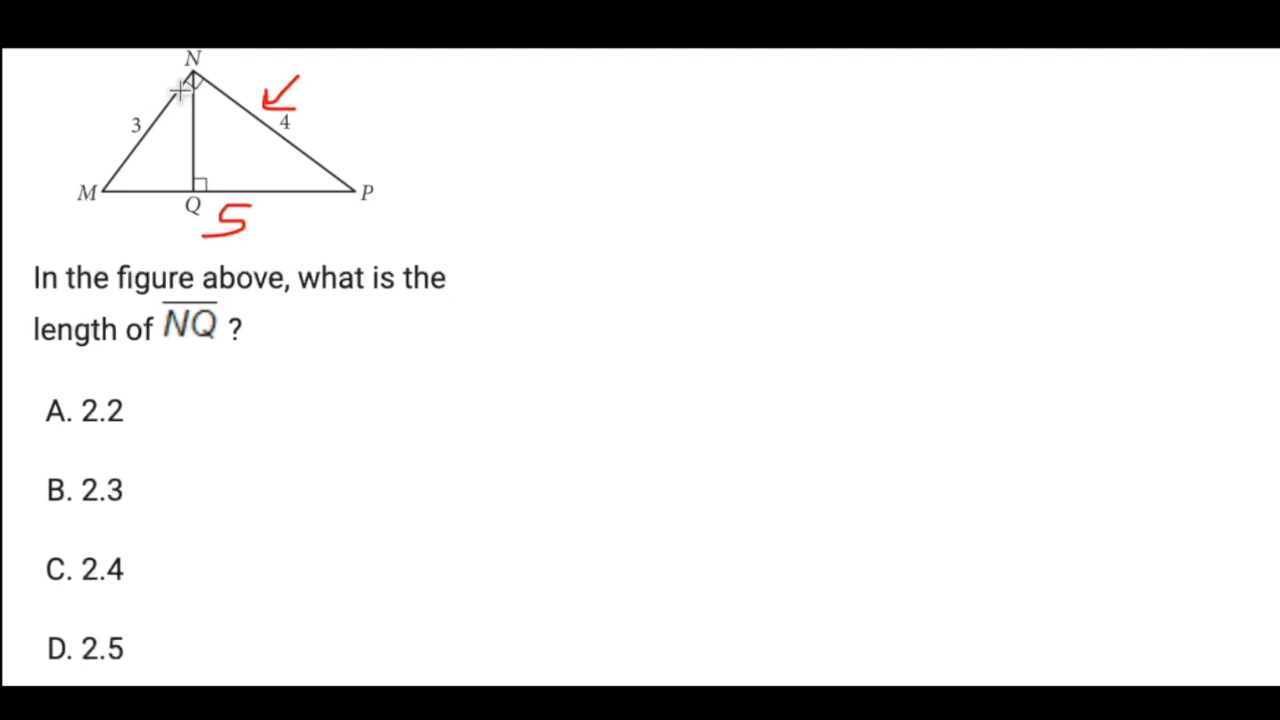 N
3
4
M
P
Q
5
In the figure above, what is the
length of NQ ?
A. 2.2
B. 2.3
C. 2.4
D. 2.5